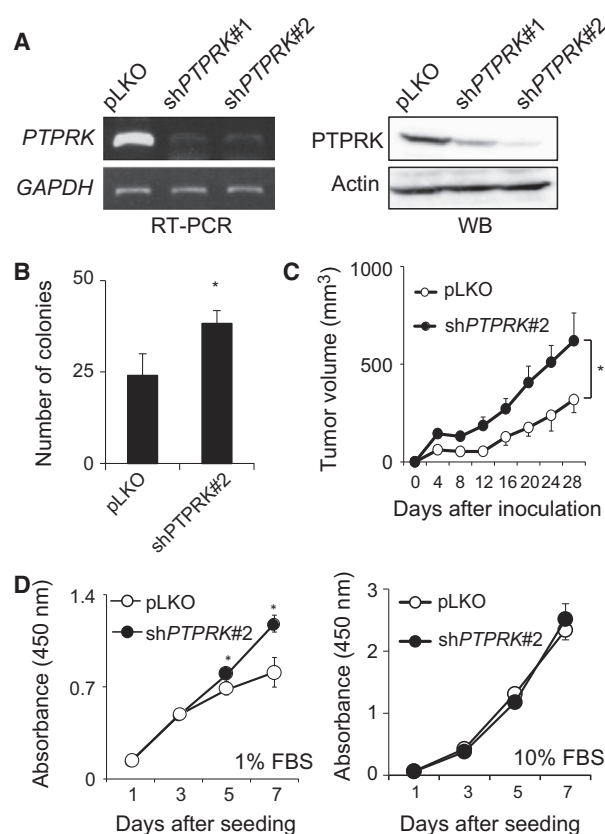 A
pLKO
shPTPRK#1
shPTPRK#2
PTPRK
GAPDH
RT-PCR
pLKO
shPTPRK#1
shPTPRK#2
PTPRK
Actin
WB
B
Number of colonies
50
25
0
*
pLKO
shPTPRK#2
C
Tumor volume (mm³)
1000
500
0
pLKO
shPTPRK#2
*
0 4 8 12 16 20 24 28
Days after inoculation
D
Absorbance (450 nm)
1.4
0.7
0
pLKO
shPTPRK#2
*
*
1% FBS
1 3 5 7
Days after seeding
Absorbance (450 nm)
3
2
1
0
pLKO
shPTPRK#2
10% FBS
1 3 5 7
Days after seeding